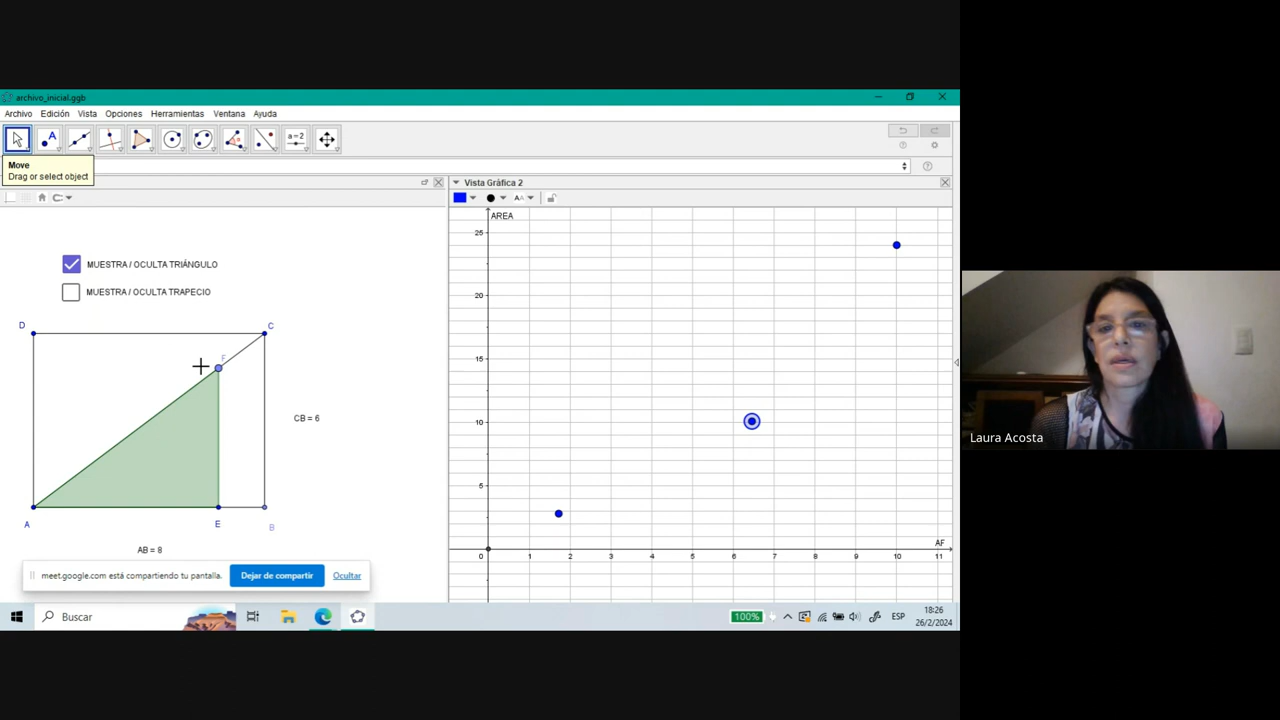 archivo_inicial.ggb
Archivo Edición Vista Opciones Herramientas Ventana Ayuda
A
a=2
Move
Drag or select object
Vista Gráfica 2
AA
MUESTRA / OCULTA TRIÁNGULO
MUESTRA / OCULTA TRAPECIO
D
C
F
CB = 6
A
E
B
AB = 8
AREA
25
20
15
10
5
AF
0 1 2 3 4 5 6 7 8 9 10 11
meet.google.com está compartiendo tu pantalla. Dejar de compartir Ocultar
Buscar
100%
ESP
18:26
26/2/2024
Laura Acosta